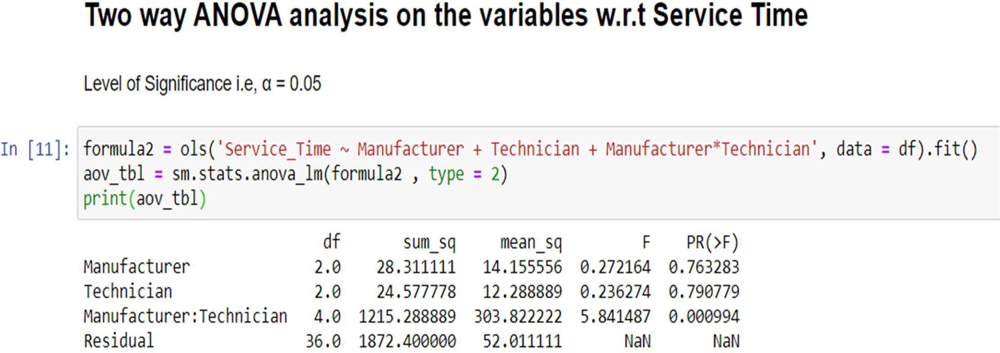 Two way ANOVA analysis on the variables w.r.t Service Time
Level of Significance i.e, α = 0.05
In [11]: formula2 = ols('Service_Time ~ Manufacturer + Technician + Manufacturer*Technician', data = df).fit()
aov_tbl = sm.stats.anova_lm(formula2 , type = 2)
print(aov_tbl)
df sum_sq mean_sq F PR(>F)
Manufacturer 2.0 28.311111 14.155556 0.272164 0.763283
Technician 2.0 24.577778 12.288889 0.236274 0.790779
Manufacturer:Technician 4.0 1215.288889 303.822222 5.841487 0.000994
Residual 36.0 1872.400000 52.011111 NaN NaN